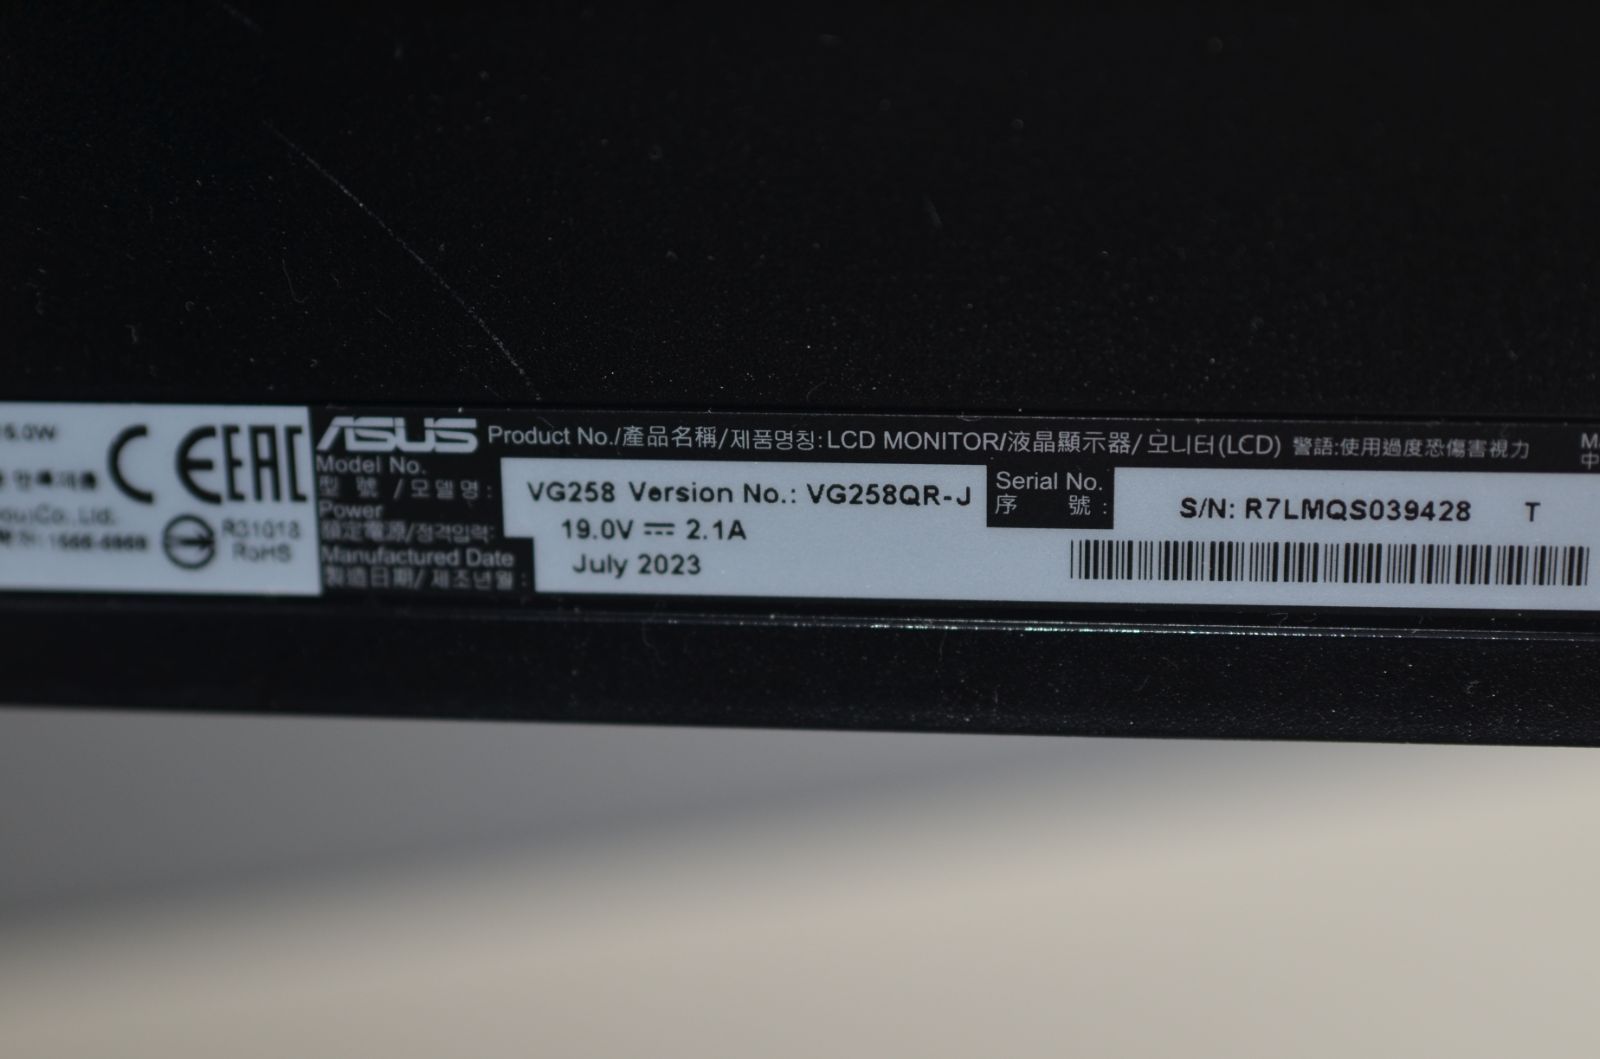 ASUS Product No./產品名稱/제품명칭:LCD MONITOR/液晶顯示器/모니터(LCD) 警語:使用過度恐傷害視力
Model No.
型 號 /모델명: VG258 Version No.: VG258QR-J
Power
額定電源/정격입력: 19.0V ⎓ 2.1A
Manufactured Date
製造日期/제조년월: July 2023
Serial No.
序 號: S/N: R7LMQS039428 T
CE EAC
R31018
RoHS